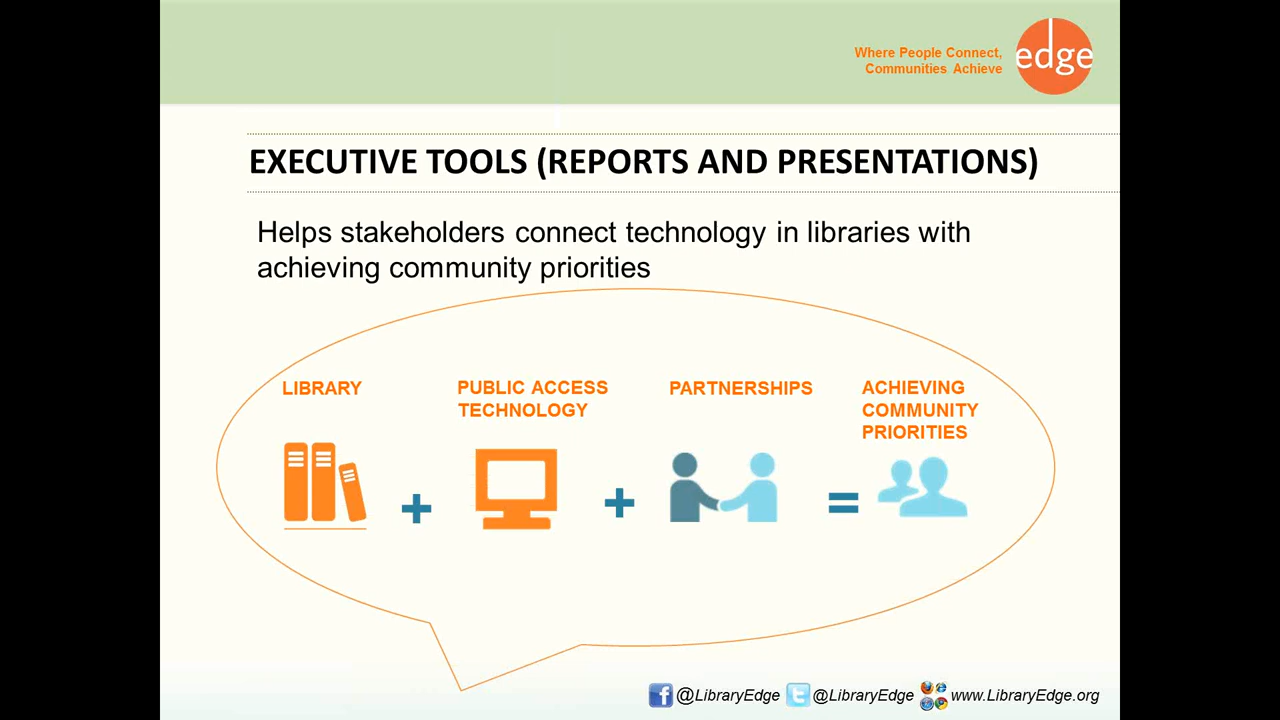 Where People Connect,
Communities Achieve
edge
EXECUTIVE TOOLS (REPORTS AND PRESENTATIONS)
Helps stakeholders connect technology in libraries with
achieving community priorities
LIBRARY
PUBLIC ACCESS
TECHNOLOGY
PARTNERSHIPS
ACHIEVING
COMMUNITY
PRIORITIES
+
+
=
@LibraryEdge
@LibraryEdge
www.LibraryEdge.org